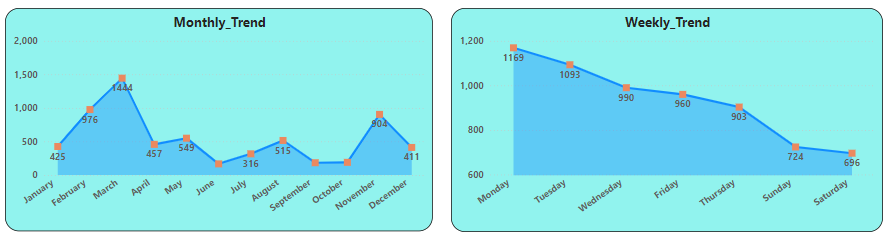 Monthly_Trend
2,000
1,500
1,000
500
0
425
976
1444
457
549
316
515
904
411
January
February
March
April
May
June
July
August
September
October
November
December
Weekly_Trend
1,200
1,000
800
600
1169
1093
990
960
903
724
696
Monday
Tuesday
Wednesday
Friday
Thursday
Sunday
Saturday